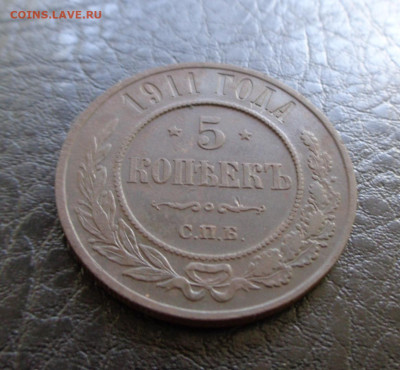 COINS.LAVE.RU
1911 ГОДА
★ 5 ★
КОПѢЕКЪ
С.П.Б.